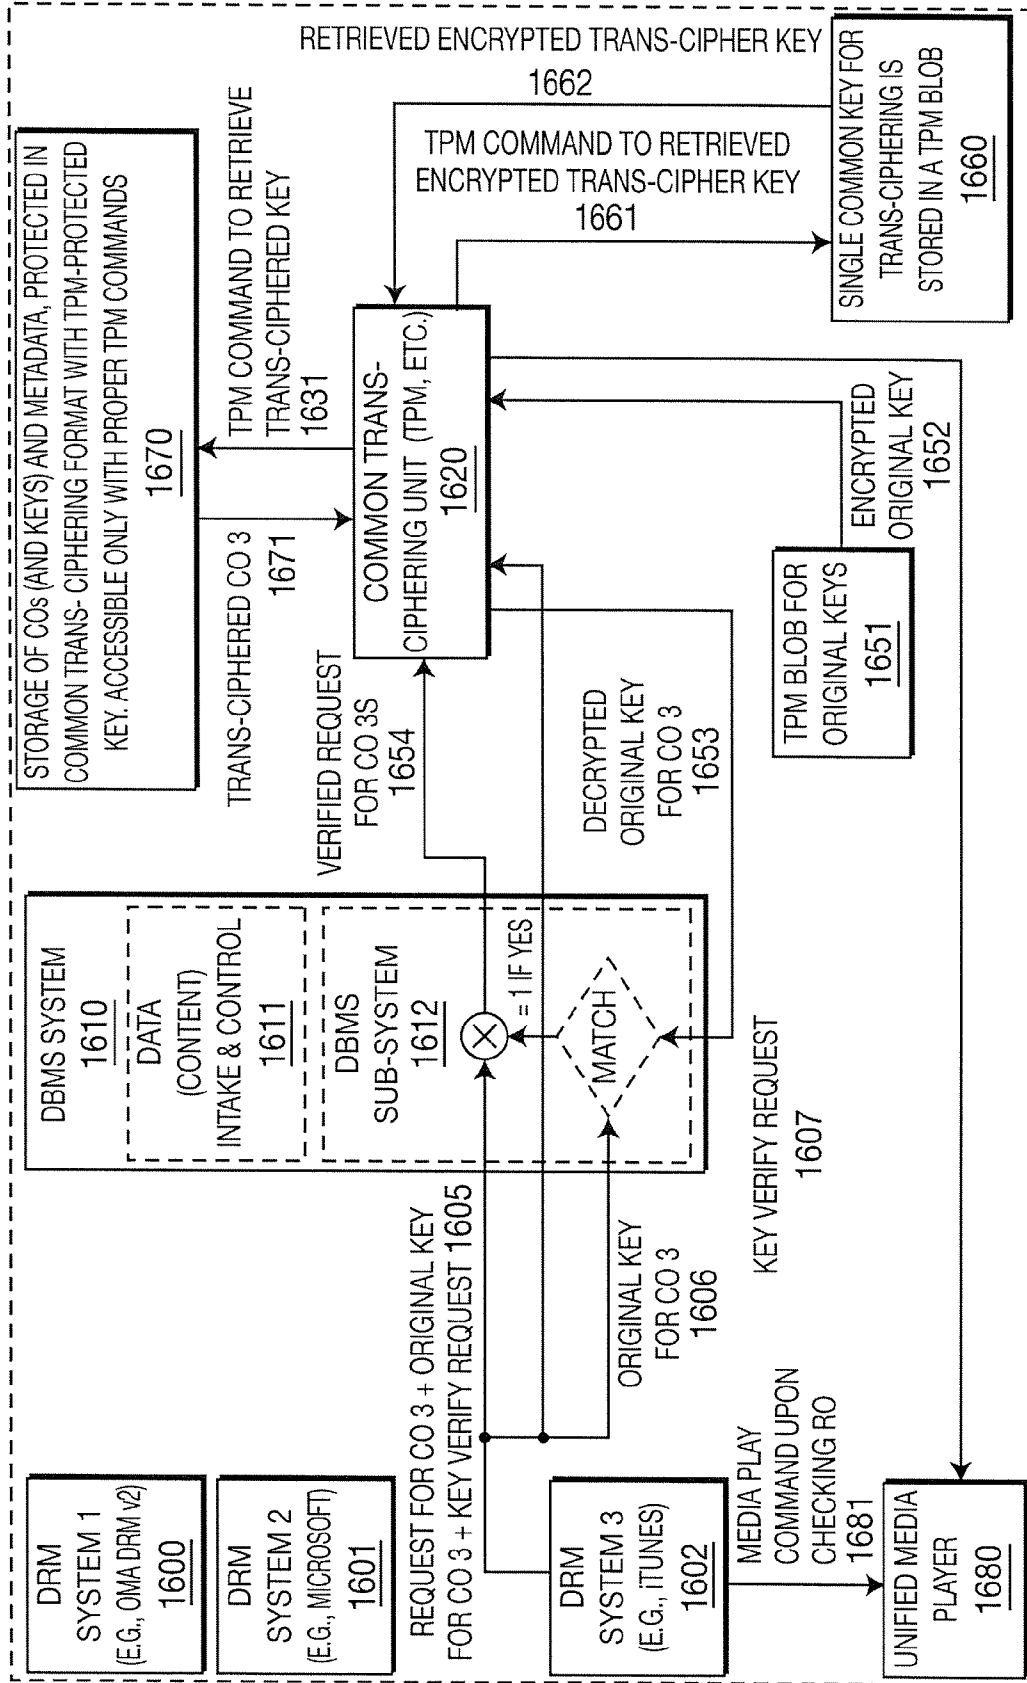 DRM
SYSTEM 1
(E.G., OMA DRM v2)
1600
DRM
SYSTEM 2
(E.G., MICROSOFT)
1601
REQUEST FOR CO 3 + ORIGINAL KEY
FOR CO 3 + KEY VERIFY REQUEST 1605
DRM
SYSTEM 3
(E.G., iTUNES)
1602
MEDIA PLAY
COMMAND UPON
CHECKING RO
1681
UNIFIED MEDIA
PLAYER
1680
ORIGINAL KEY
FOR CO 3
1606
KEY VERIFY REQUEST
1607
DBMS SYSTEM
1610
DATA
(CONTENT)
INTAKE & CONTROL
1611
DBMS
SUB-SYSTEM
1612
= 1 IF YES
MATCH
VERIFIED REQUEST
FOR CO 3S
1654
DECRYPTED
ORIGINAL KEY
FOR CO 3
1653
TPM BLOB FOR
ORIGINAL KEYS
1651
ENCRYPTED
ORIGINAL KEY
1652
STORAGE OF COs (AND KEYS) AND METADATA, PROTECTED IN
COMMON TRANS- CIPHERING FORMAT WITH TPM-PROTECTED
KEY. ACCESSIBLE ONLY WITH PROPER TPM COMMANDS
1670
TRANS-CIPHERED CO 3
1671
TPM COMMAND TO RETRIEVE
TRANS-CIPHERED KEY
1631
COMMON TRANS-
CIPHERING UNIT (TPM, ETC.)
1620
RETRIEVED ENCRYPTED TRANS-CIPHER KEY
1662
TPM COMMAND TO RETRIEVED
ENCRYPTED TRANS-CIPHER KEY
1661
SINGLE COMMON KEY FOR
TRANS-CIPHERING IS
STORED IN A TPM BLOB
1660